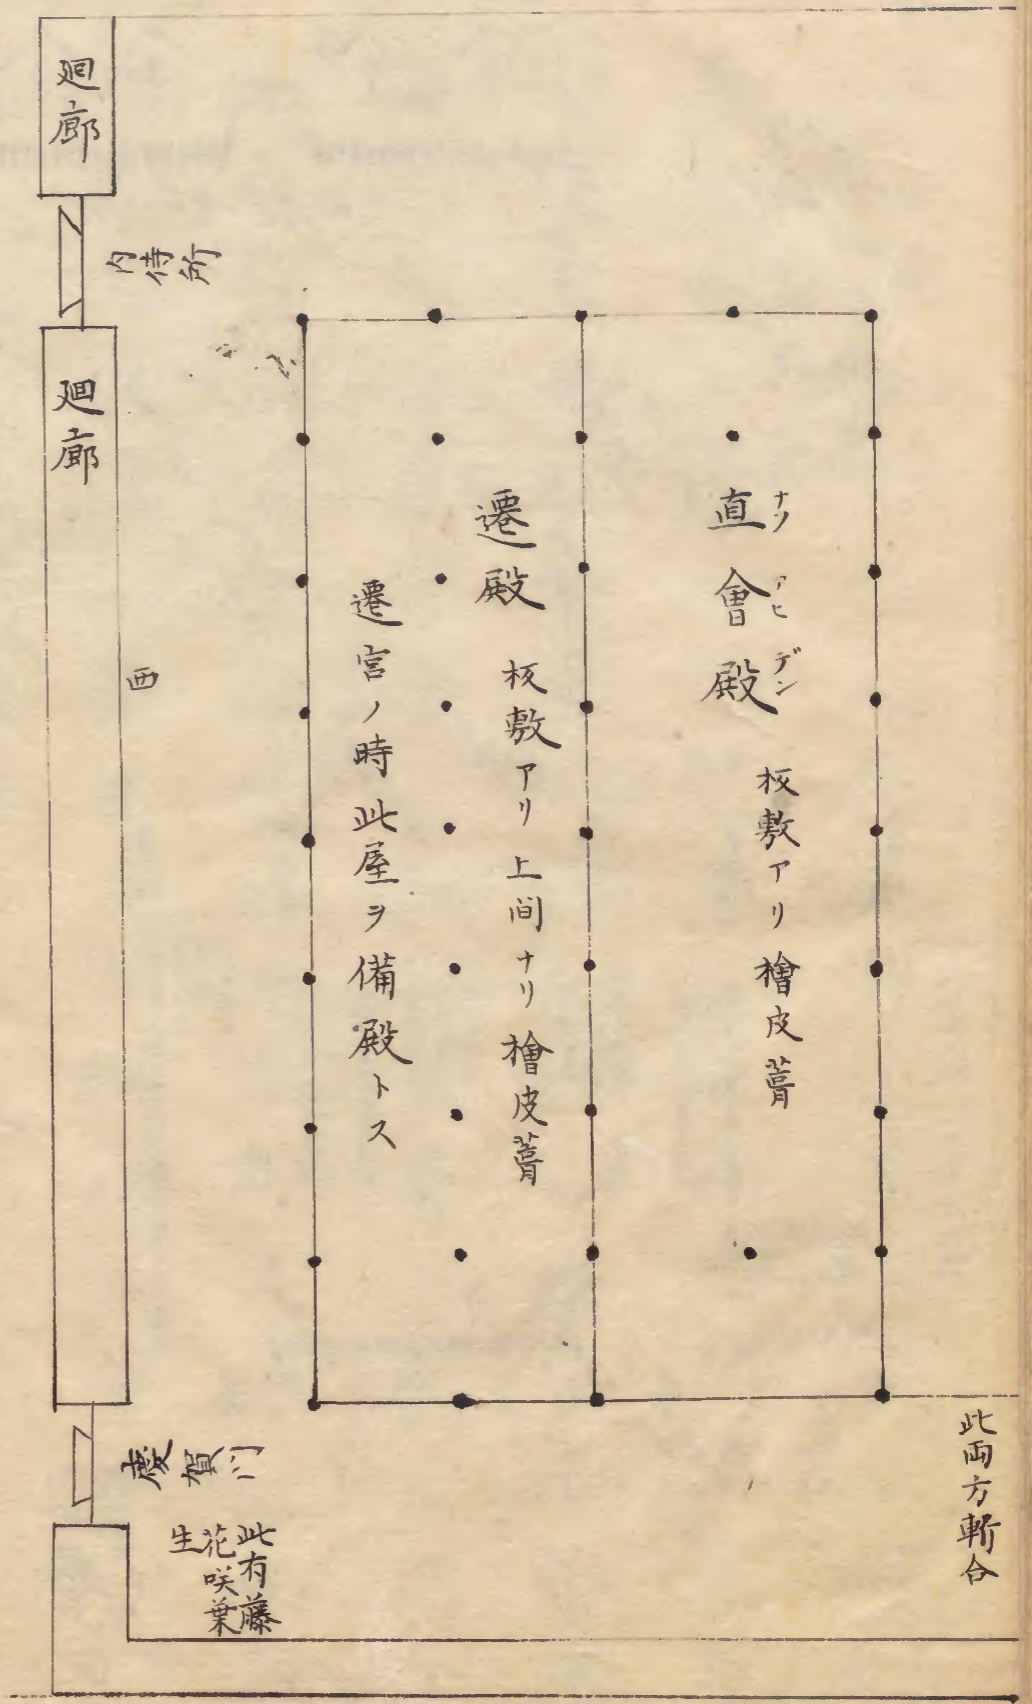 直會殿 板敷アリ檜皮葺
ナヲアヒデン
此両方軒合
遷殿 板敷アリ上間ナリ檜皮葺
遷宮ノ時此屋ヲ備殿トス
内侍所
廻廊
廻廊
西
慶賀門
此有藤
花咲葉
生